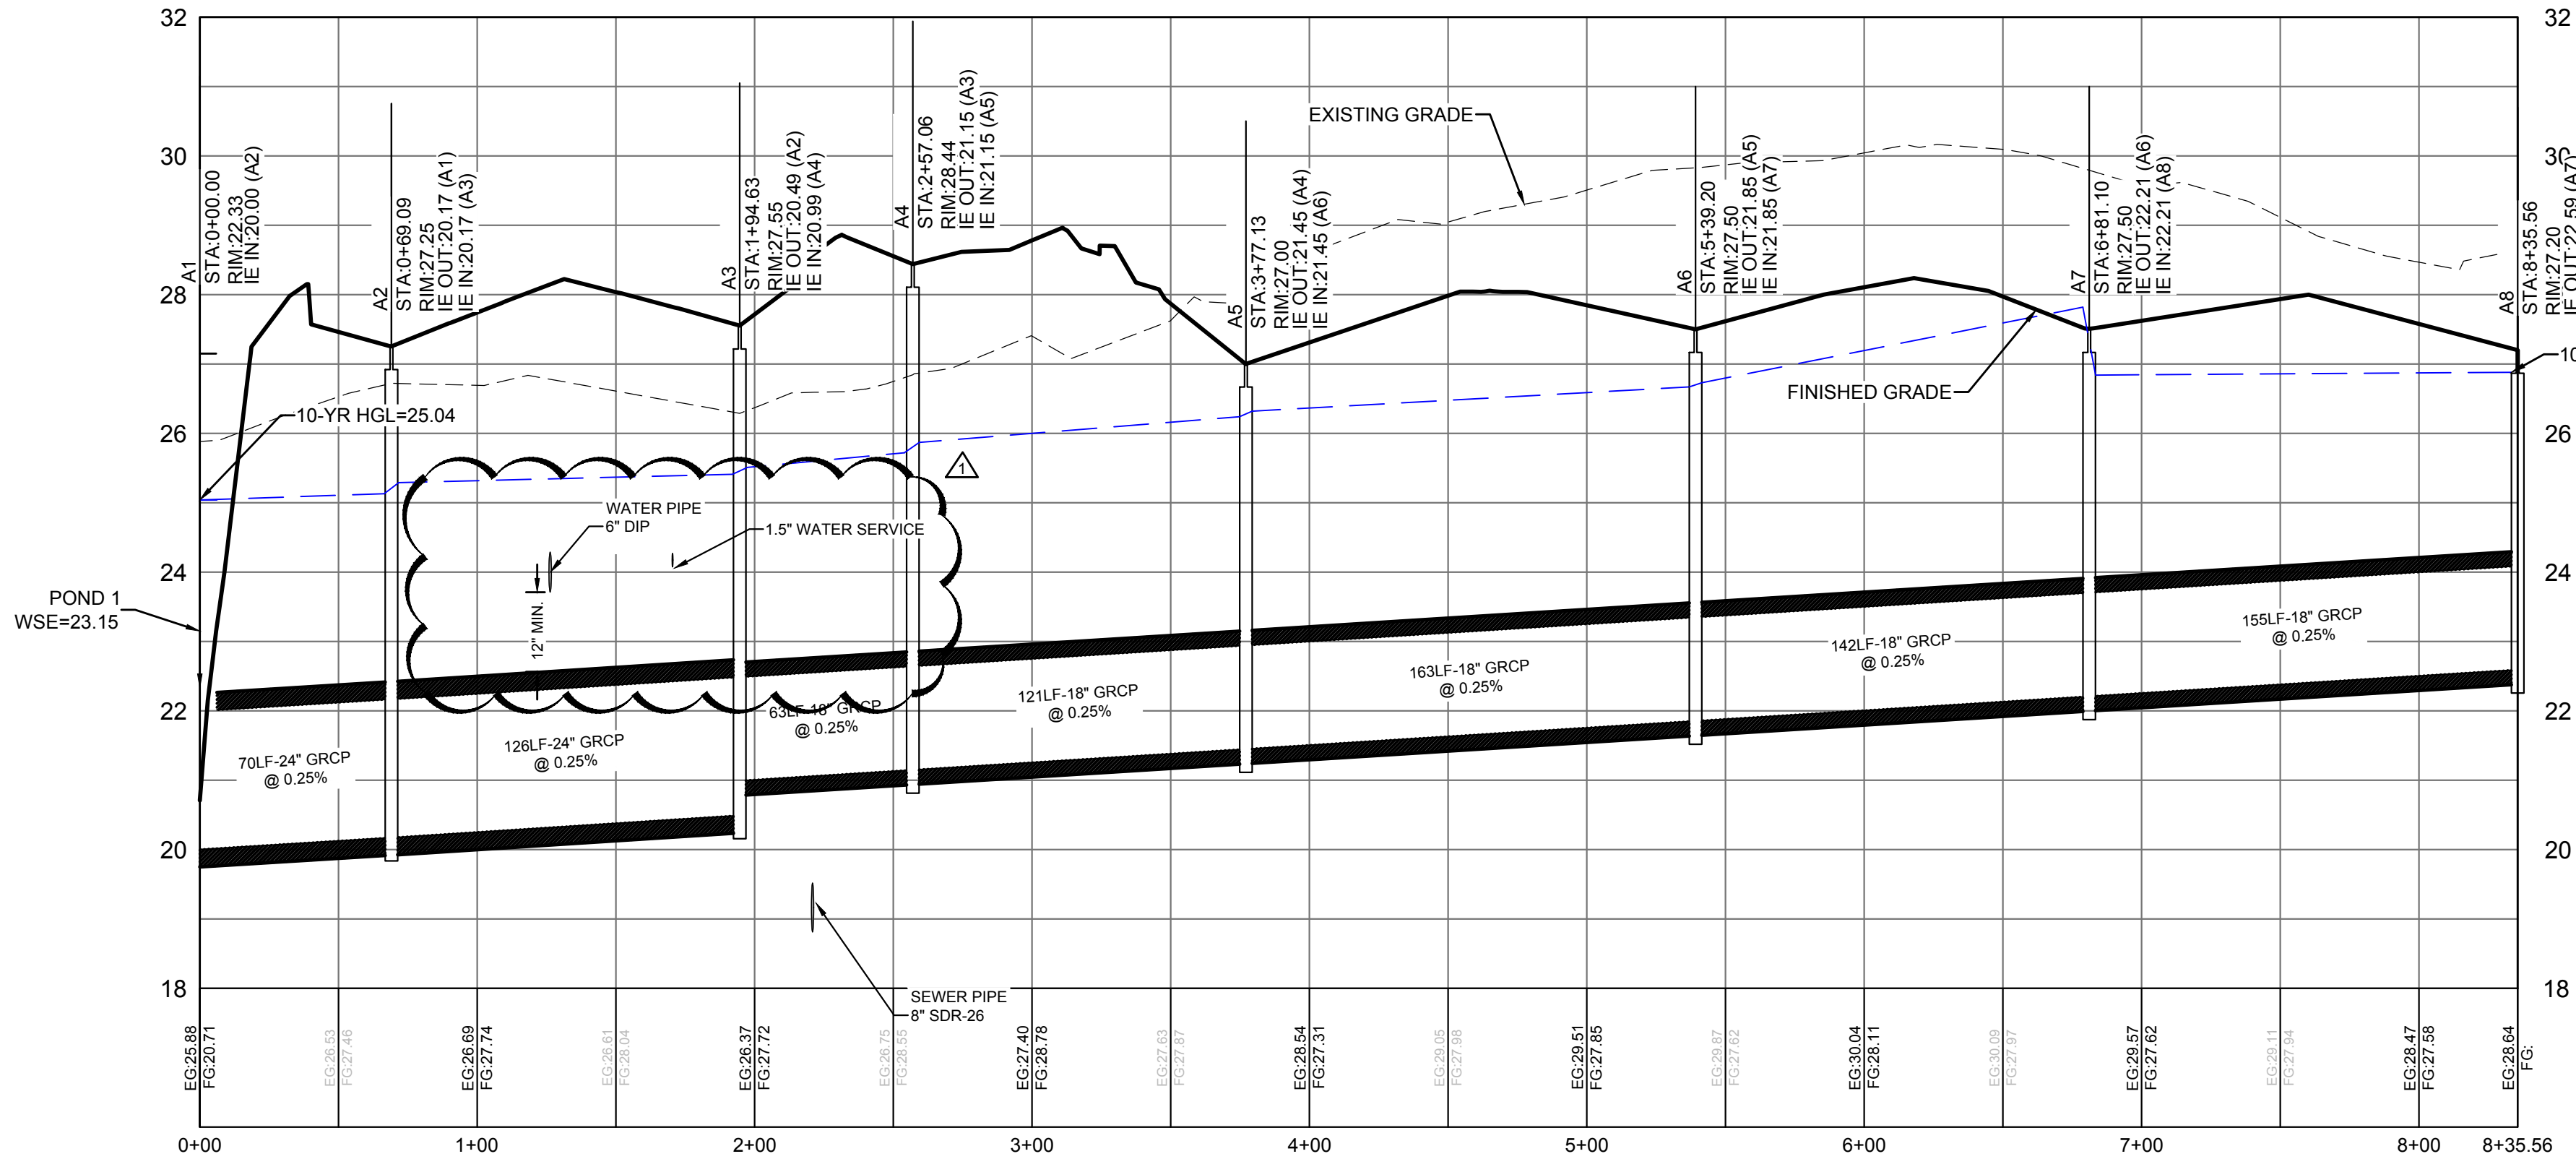 32
30
28
26
24
22
20
18
32
30
28
26
24
22
20
18
A1
STA:0+00.00
RIM:22.33
IE IN:20.00 (A2)
A2
STA:0+69.09
RIM:27.25
IE OUT:20.17 (A1)
IE IN:20.17 (A3)
A3
STA:1+94.63
RIM:27.55
IE OUT:20.49 (A2)
IE IN:20.99 (A4)
A4
STA:2+57.06
RIM:28.44
IE OUT:21.15 (A3)
IE IN:21.15 (A5)
A5
STA:3+77.13
RIM:27.00
IE OUT:21.45 (A4)
IE IN:21.45 (A6)
A6
STA:5+39.20
RIM:27.50
IE OUT:21.85 (A5)
IE IN:21.85 (A7)
A7
STA:6+81.10
RIM:27.50
IE OUT:22.21 (A6)
IE IN:22.21 (A8)
A8
STA:8+35.56
RIM:27.20
IE OUT:22.59 (A7)
EXISTING GRADE
FINISHED GRADE
10-YR HGL=25.04
10
POND 1
WSE=23.15
WATER PIPE
6" DIP
1.5" WATER SERVICE
12" MIN.
1
SEWER PIPE
8" SDR-26
70LF-24" GRCP
@ 0.25%
126LF-24" GRCP
@ 0.25%
63LF-18" GRCP
@ 0.25%
121LF-18" GRCP
@ 0.25%
163LF-18" GRCP
@ 0.25%
142LF-18" GRCP
@ 0.25%
155LF-18" GRCP
@ 0.25%
EG:25.88
FG:20.71
EG:26.53
FG:27.46
EG:26.69
FG:27.74
EG:26.61
FG:28.04
EG:26.37
FG:27.72
EG:26.75
FG:28.55
EG:27.40
FG:28.78
EG:27.63
FG:27.87
EG:28.54
FG:27.31
EG:29.05
FG:27.98
EG:29.51
FG:27.85
EG:29.87
FG:27.62
EG:30.04
FG:28.11
EG:30.09
FG:27.97
EG:29.57
FG:27.62
EG:29.11
FG:27.94
EG:28.47
FG:27.58
EG:28.64
FG:
0+00
1+00
2+00
3+00
4+00
5+00
6+00
7+00
8+00
8+35.56